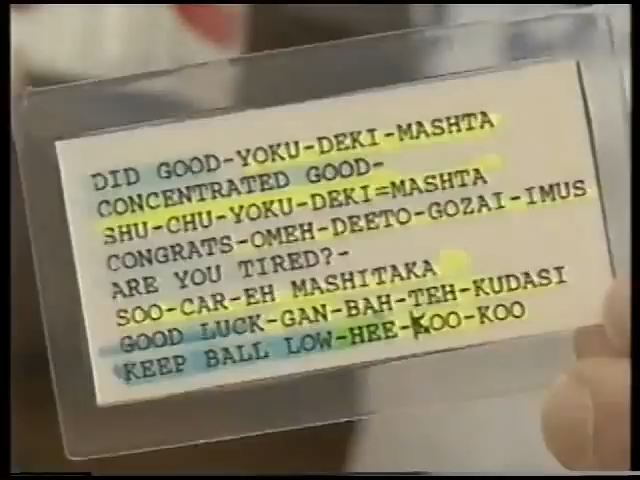 DID GOOD-YOKU-DEKI-MASHTA
CONCENTRATED GOOD-
SHU-CHU-YOKU-DEKI=MASHTA
CONGRATS-OMEH-DEETO-GOZAI-IMUS
ARE YOU TIRED?-
SOO-CAR-EH MASHITAKA
GOOD LUCK-GAN-BAH-TEH-KUDASI
KEEP BALL LOW-HEE-KOO-KOO